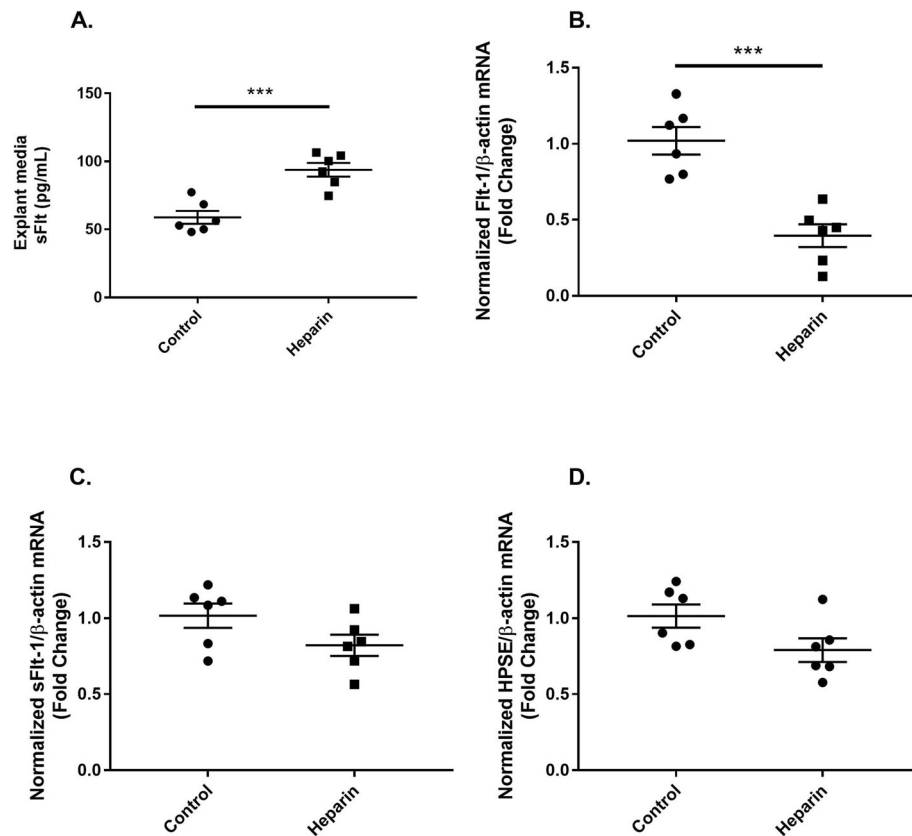 A.
***
Explant media
sFlt (pg/mL)
150
100
50
0
Control
Heparin
B.
***
Normalized Flt-1/β-actin mRNA
(Fold Change)
1.5
1.0
0.5
0.0
Control
Heparin
C.
Normalized sFlt-1/β-actin mRNA
(Fold Change)
1.5
1.0
0.5
0.0
Control
Heparin
D.
Normalized HPSE/β-actin mRNA
(Fold Change)
1.5
1.0
0.5
0.0
Control
Heparin